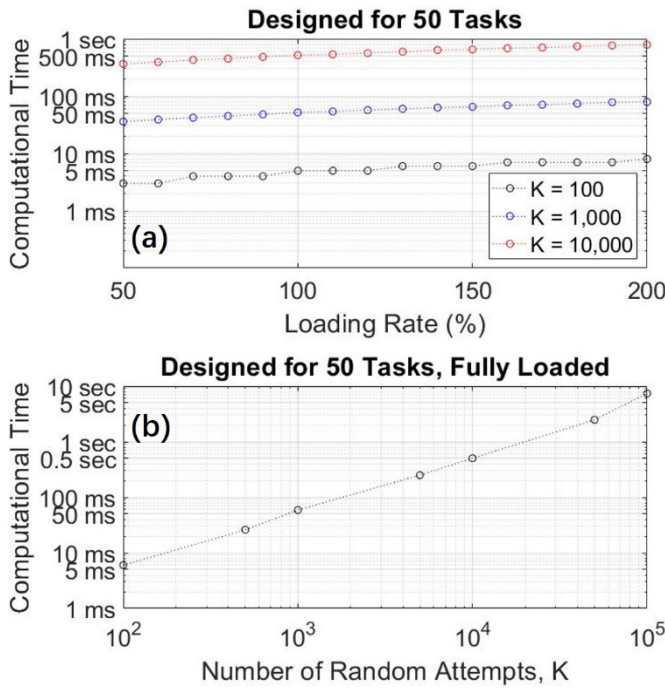 Designed for 50 Tasks
Computational Time
1 sec
500 ms
100 ms
50 ms
10 ms
5 ms
1 ms
(a)
K = 100
K = 1,000
K = 10,000
50
100
150
200
Loading Rate (%)
Designed for 50 Tasks, Fully Loaded
Computational Time
10 sec
5 sec
1 sec
0.5 sec
100 ms
50 ms
10 ms
5 ms
1 ms
(b)
10²
10³
10⁴
10⁵
Number of Random Attempts, K